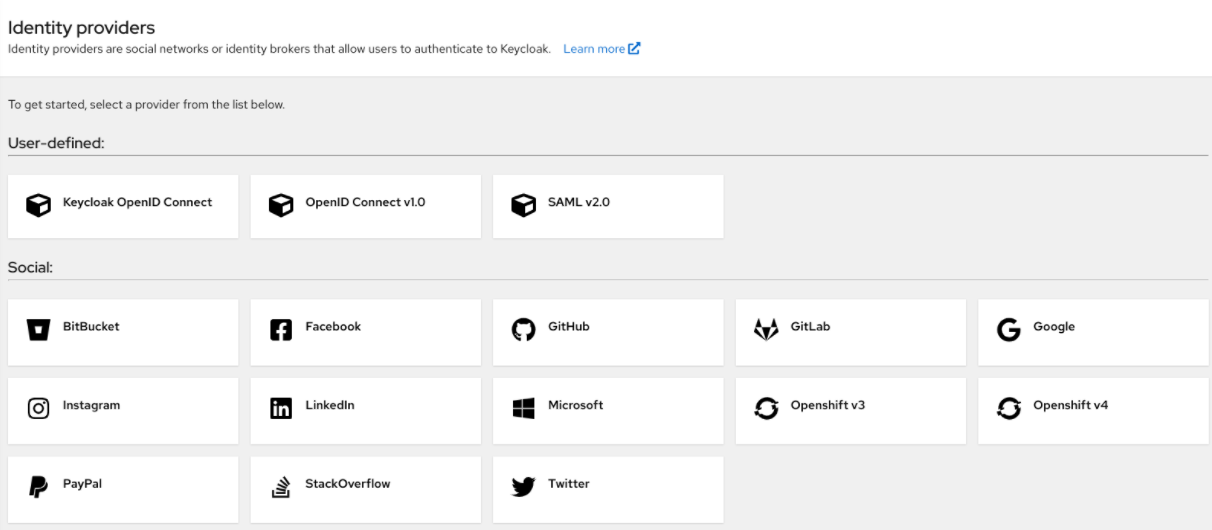 Identity providers
Identity providers are social networks or identity brokers that allow users to authenticate to Keycloak. Learn more
To get started, select a provider from the list below.
User-defined:
Keycloak OpenID Connect OpenID Connect v1.0 SAML v2.0
Social:
BitBucket Facebook GitHub GitLab Google
Instagram LinkedIn Microsoft Openshift v3 Openshift v4
PayPal StackOverflow Twitter